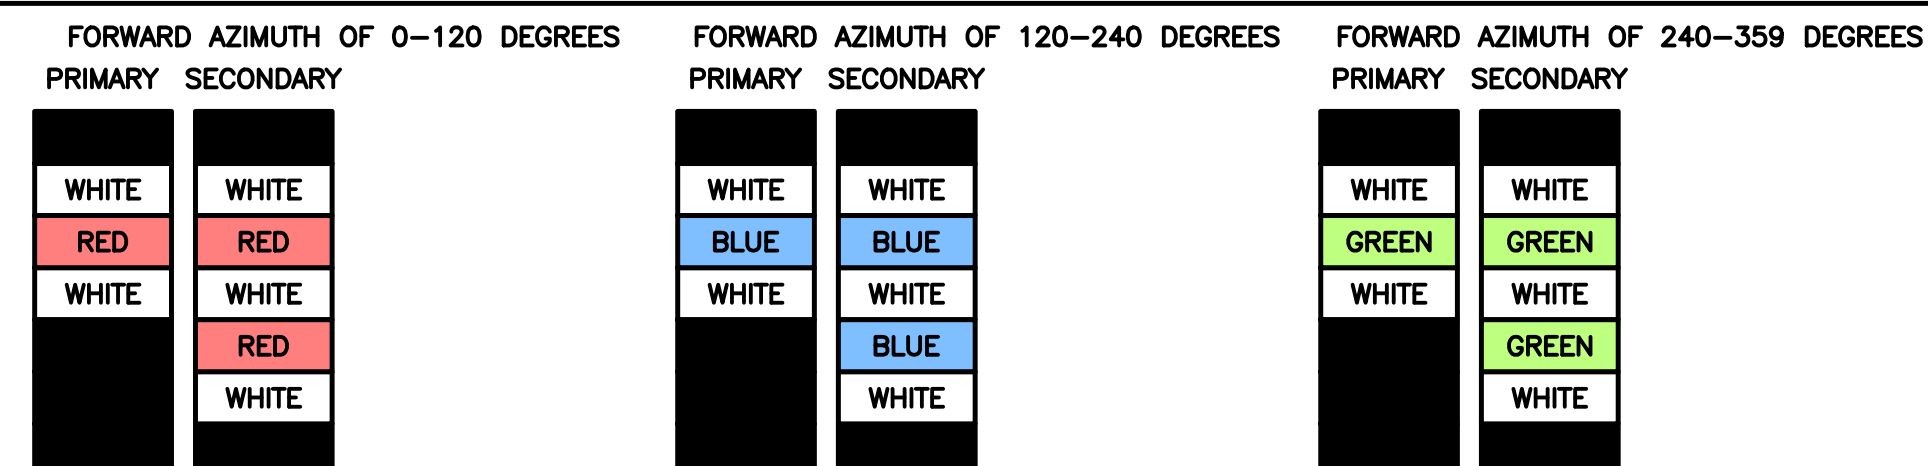 FORWARD AZIMUTH OF 0-120 DEGREES FORWARD AZIMUTH OF 120-240 DEGREES FORWARD AZIMUTH OF 240-359 DEGREES
PRIMARY SECONDARY PRIMARY SECONDARY PRIMARY SECONDARY
WHITE WHITE WHITE WHITE WHITE WHITE
RED RED BLUE BLUE GREEN GREEN
WHITE WHITE WHITE WHITE WHITE WHITE
RED BLUE GREEN
WHITE WHITE WHITE